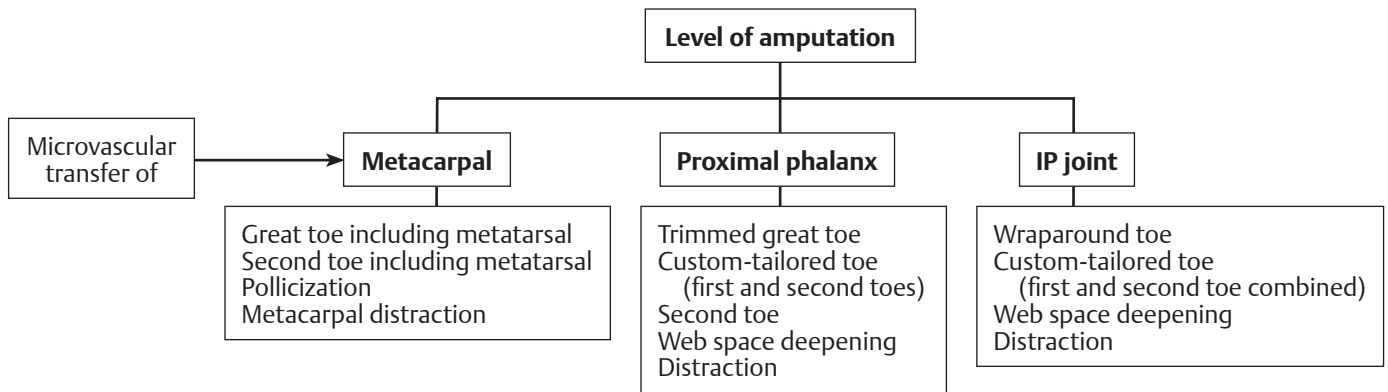 Level of amputation
Microvascular
transfer of
Metacarpal
Great toe including metatarsal
Second toe including metatarsal
Pollicization
Metacarpal distraction
Proximal phalanx
Trimmed great toe
Custom-tailored toe
(first and second toes)
Second toe
Web space deepening
Distraction
IP joint
Wraparound toe
Custom-tailored toe
(first and second toe combined)
Web space deepening
Distraction